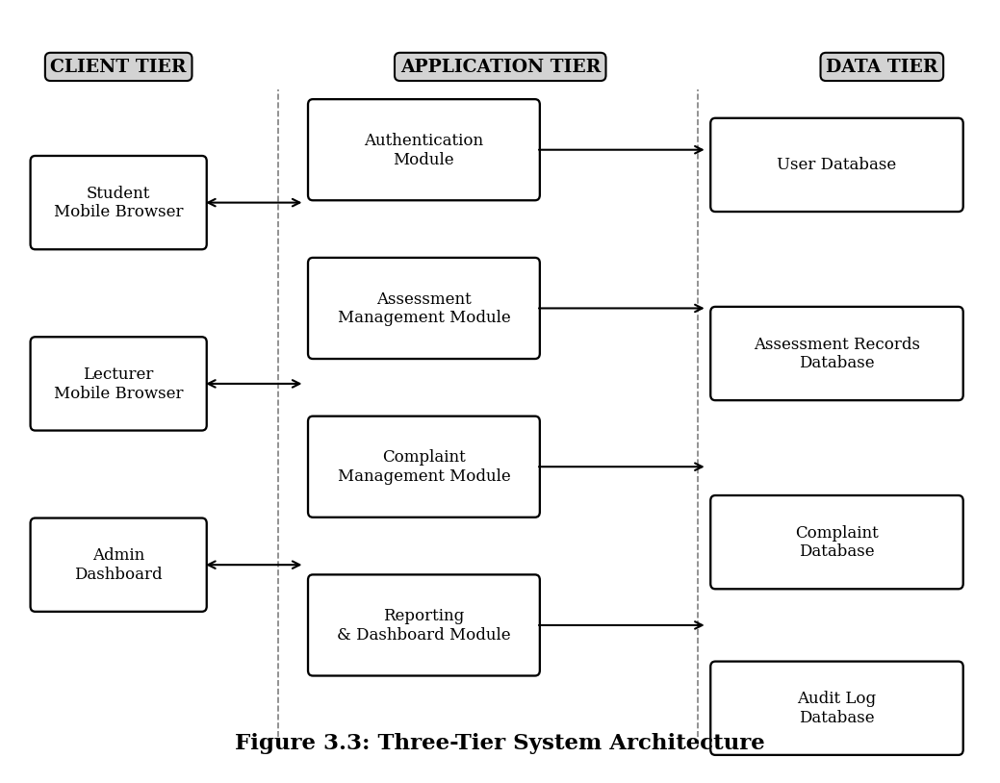 CLIENT TIER
APPLICATION TIER
DATA TIER
Student
Mobile Browser
Lecturer
Mobile Browser
Admin
Dashboard
Authentication
Module
Assessment
Management Module
Complaint
Management Module
Reporting
& Dashboard Module
User Database
Assessment Records
Database
Complaint
Database
Audit Log
Database
Figure 3.3: Three-Tier System Architecture